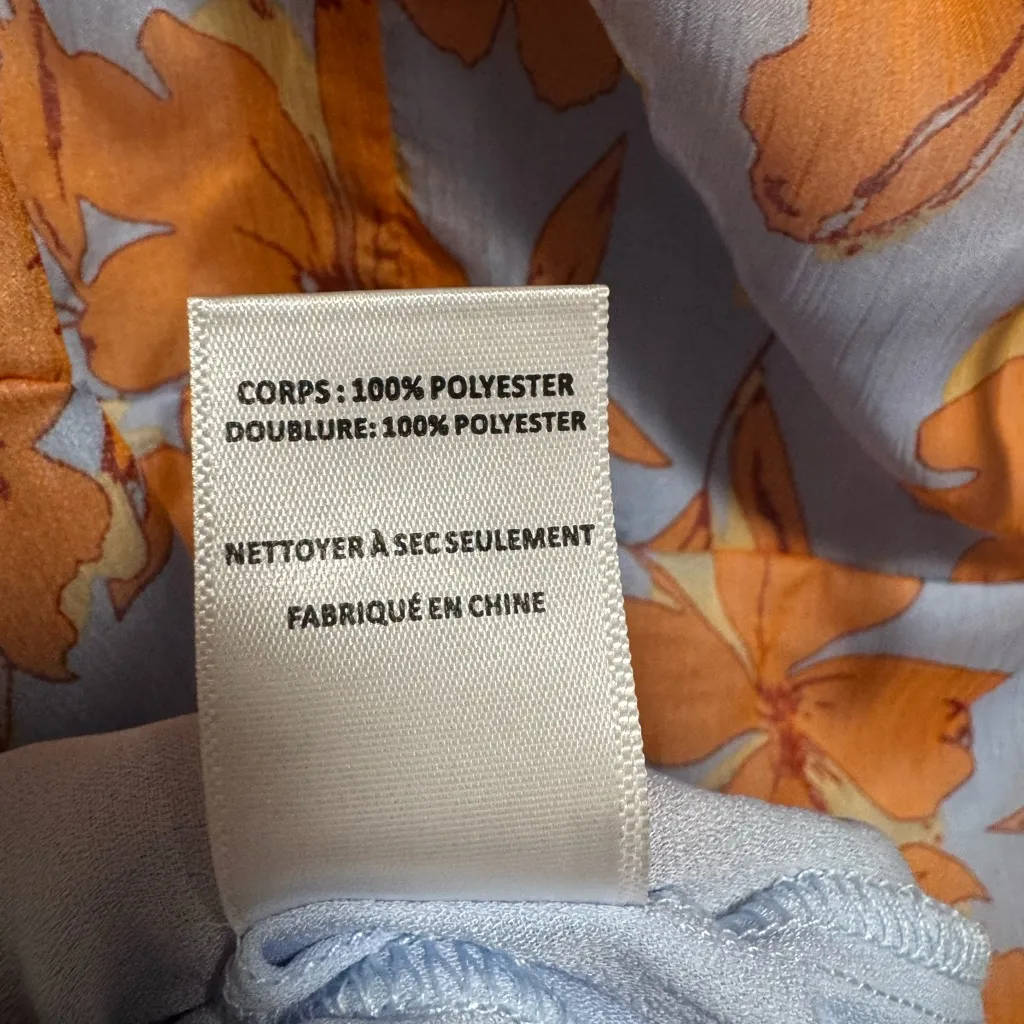 CORPS : 100% POLYESTER
DOUBLURE: 100% POLYESTER
NETTOYER À SEC SEULEMENT
FABRIQUÉ EN CHINE